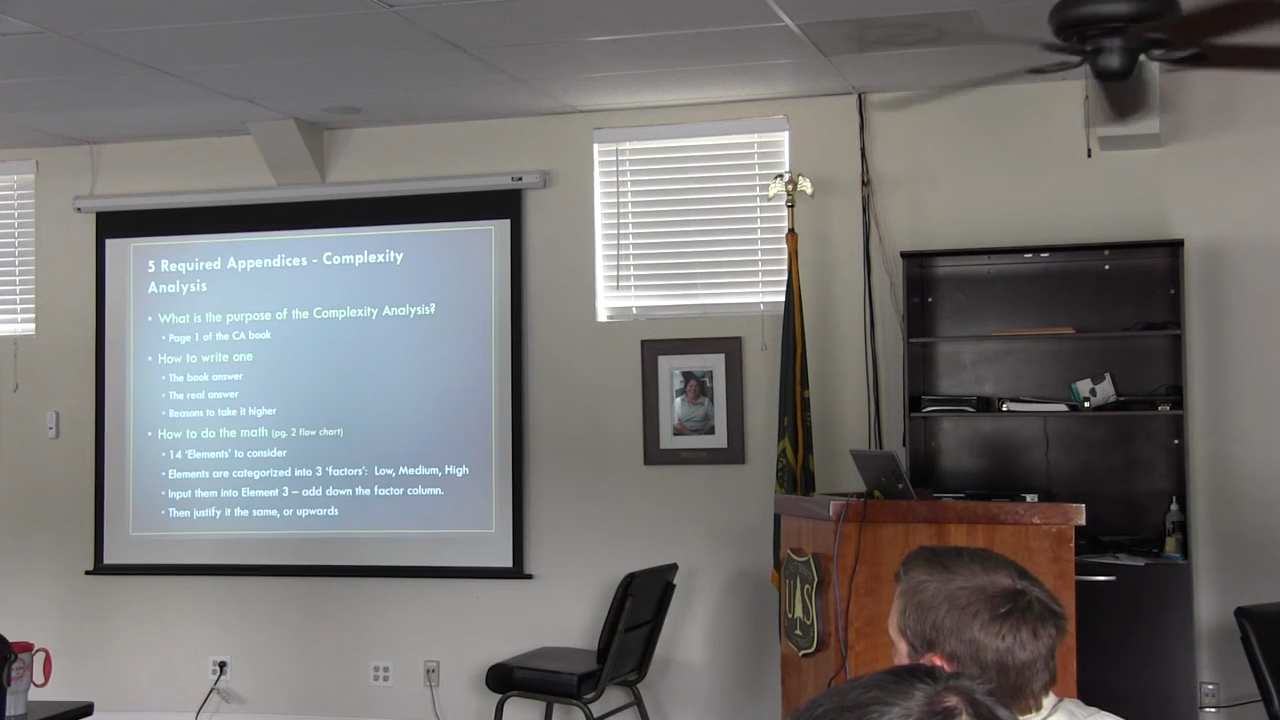 5 Required Appendices - Complexity
Analysis
• What is the purpose of the Complexity Analysis?
• Page 1 of the CA book
• How to write one
• The book answer
• The real answer
• Reasons to take it higher
• How to do the math (pg. 2 flow chart)
• 14 'Elements' to consider
• Elements are categorized into 3 'factors': Low, Medium, High
• Input them into Element 3 – add down the factor column.
• Then justify it the same, or upwards
U S